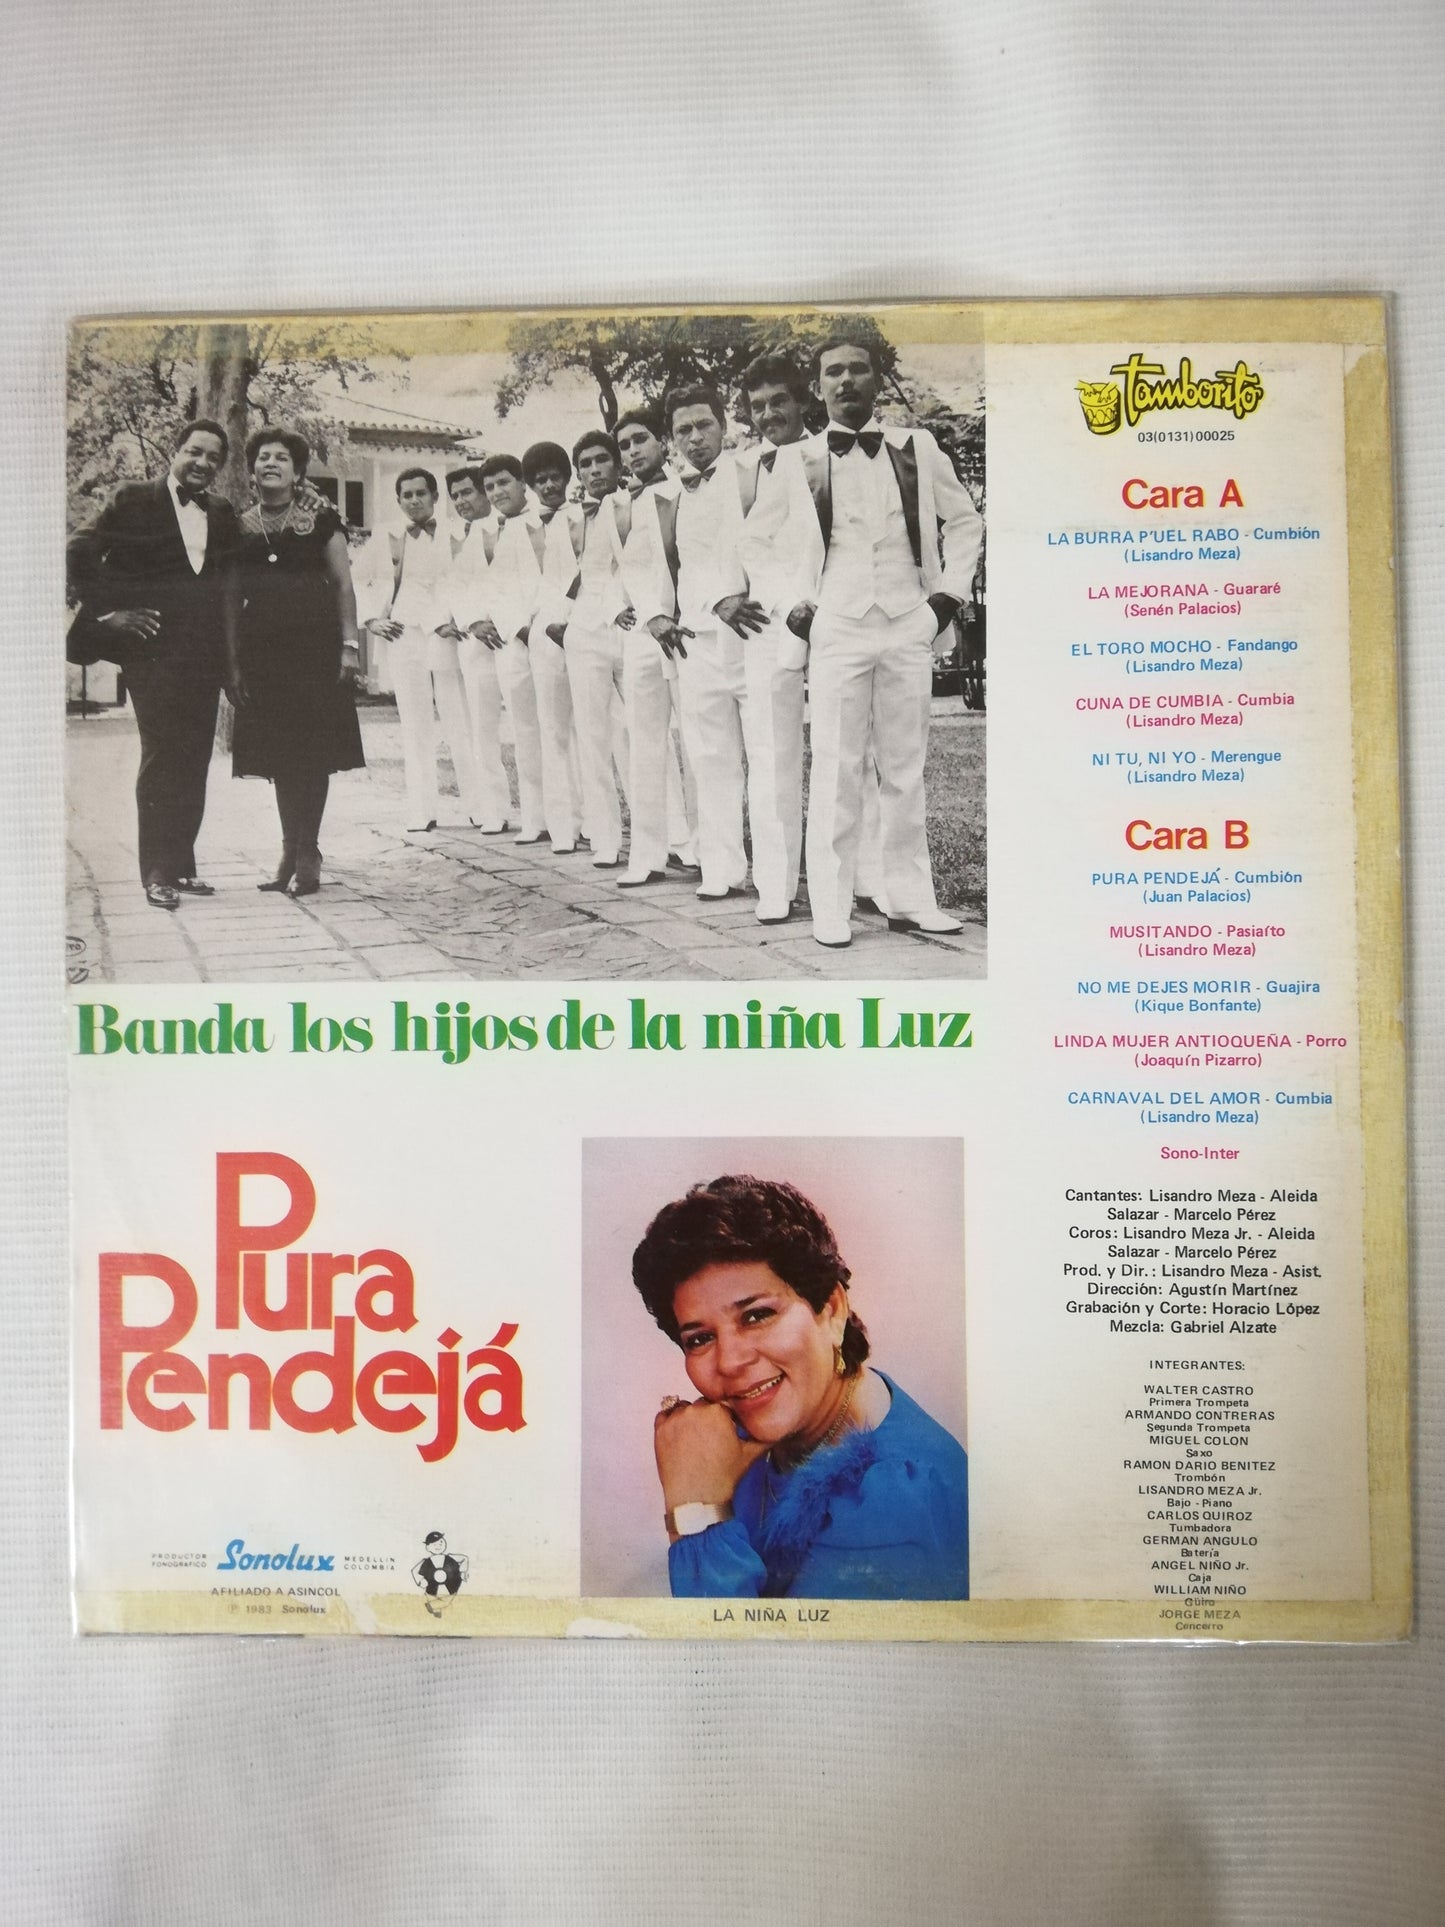 Tamborito
03(0131)00025
Cara A
LA BURRA P'UEL RABO - Cumbión
(Lisandro Meza)
LA MEJORANA - Guararé
(Senén Palacios)
EL TORO MOCHO - Fandango
(Lisandro Meza)
CUNA DE CUMBIA - Cumbia
(Lisandro Meza)
NI TU, NI YO - Merengue
(Lisandro Meza)
Cara B
PURA PENDEJÁ - Cumbión
(Juan Palacios)
MUSITANDO - Pasiaíto
(Lisandro Meza)
NO ME DEJES MORIR - Guajira
(Kique Bonfante)
LINDA MUJER ANTIOQUEÑA - Porro
(Joaquín Pizarro)
CARNAVAL DEL AMOR - Cumbia
(Lisandro Meza)
Sono-Inter
Cantantes: Lisandro Meza - Aleida
Salazar - Marcelo Pérez
Coros: Lisandro Meza Jr. - Aleida
Salazar - Marcelo Pérez
Prod. y Dir. : Lisandro Meza - Asist.
Dirección: Agustín Martínez
Grabación y Corte: Horacio López
Mezcla: Gabriel Alzate
INTEGRANTES:
WALTER CASTRO
Primera Trompeta
ARMANDO CONTRERAS
Segunda Trompeta
MIGUEL COLON
Saxo
RAMON DARIO BENITEZ
Trombón
LISANDRO MEZA Jr.
Bajo - Piano
CARLOS QUIROZ
Tumbadora
GERMAN ANGULO
Batería
ANGEL NIÑO Jr.
Caja
WILLIAM NIÑO
Güiro
JORGE MEZA
Cencerro
Banda los hijos de la niña Luz
Pura
Pendejá
PRODUCTOR
FONOGRAFICO
Sonolux
MEDELLIN
COLOMBIA
AFILIADO A ASINCOL
℗ 1983 Sonolux
LA NIÑA LUZ